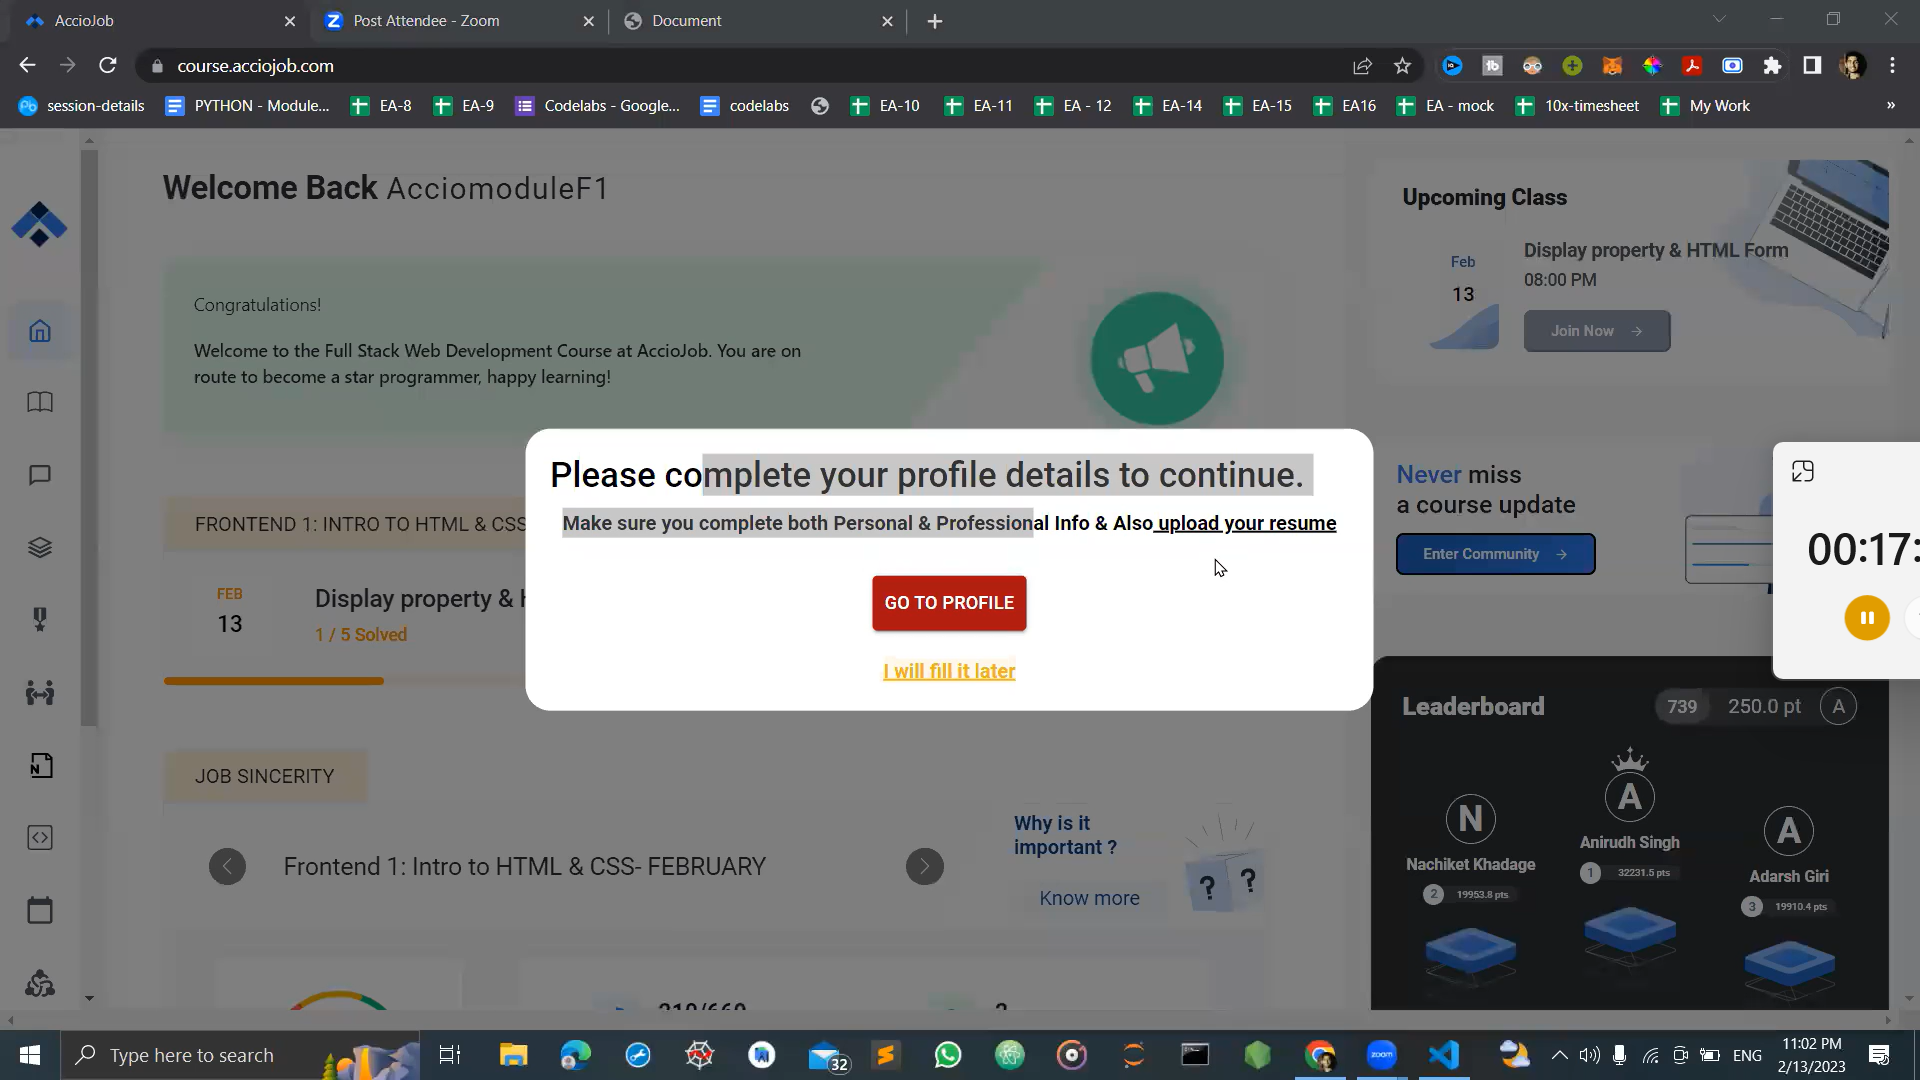 AccioJob
Post Attendee - Zoom
Document
course.acciojob.com
session-details
PYTHON - Module...
EA-8
EA-9
Codelabs - Google...
codelabs
EA-10
EA-11
EA - 12
EA-14
EA-15
EA16
EA - mock
10x-timesheet
My Work
»
Welcome Back AcciomoduleF1
Congratulations!
Welcome to the Full Stack Web Development Course at AccioJob. You are on
route to become a star programmer, happy learning!
Upcoming Class
Feb
13
Display property & HTML Form
08:00 PM
Join Now
Please complete your profile details to continue.
Make sure you complete both Personal & Professional Info & Also upload your resume
GO TO PROFILE
I will fill it later
Never miss
a course update
Enter Community
00:17:
FRONTEND 1: INTRO TO HTML & CSS
FEB
13
Display property &
1 / 5 Solved
Leaderboard
739
250.0 pt
A
JOB SINCERITY
Frontend 1: Intro to HTML & CSS- FEBRUARY
Why is it
important ?
Know more
? ?
N
Nachiket Khadage
2
19953.8 pts
A
Anirudh Singh
1
32231.5 pts
A
Adarsh Giri
3
19910.4 pts
Type here to search
32
zoom
ENG
11:02 PM
2/13/2023